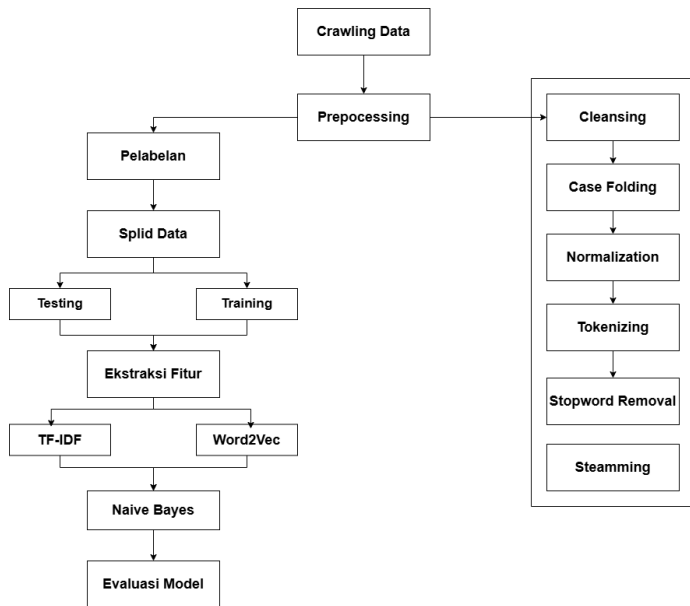 Crawling Data
Prepocessing
Pelabelan
Splid Data
Testing
Training
Ekstraksi Fitur
TF-IDF
Word2Vec
Naive Bayes
Evaluasi Model
Cleansing
Case Folding
Normalization
Tokenizing
Stopword Removal
Steamming